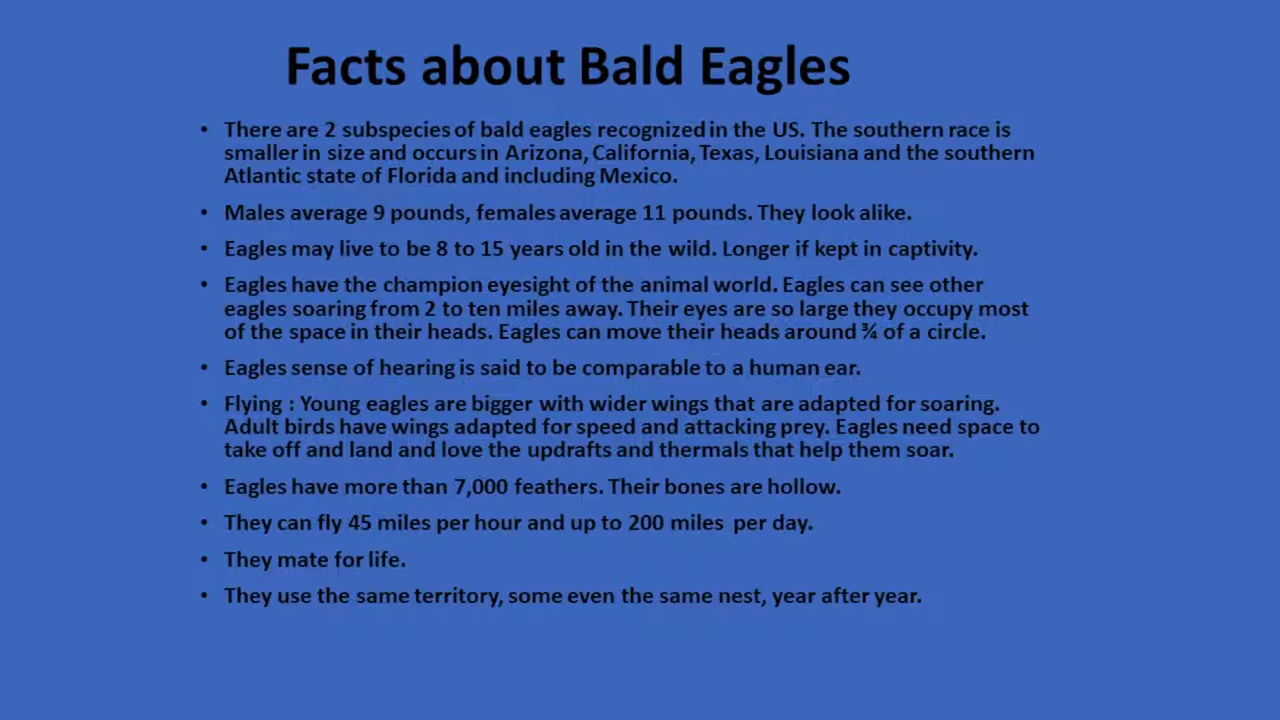 Facts about Bald Eagles
• There are 2 subspecies of bald eagles recognized in the US. The southern race is
smaller in size and occurs in Arizona, California, Texas, Louisiana and the southern
Atlantic state of Florida and including Mexico.
• Males average 9 pounds, females average 11 pounds. They look alike.
• Eagles may live to be 8 to 15 years old in the wild. Longer if kept in captivity.
• Eagles have the champion eyesight of the animal world. Eagles can see other
eagles soaring from 2 to ten miles away. Their eyes are so large they occupy most
of the space in their heads. Eagles can move their heads around ¾ of a circle.
• Eagles sense of hearing is said to be comparable to a human ear.
• Flying : Young eagles are bigger with wider wings that are adapted for soaring.
Adult birds have wings adapted for speed and attacking prey. Eagles need space to
take off and land and love the updrafts and thermals that help them soar.
• Eagles have more than 7,000 feathers. Their bones are hollow.
• They can fly 45 miles per hour and up to 200 miles per day.
• They mate for life.
• They use the same territory, some even the same nest, year after year.